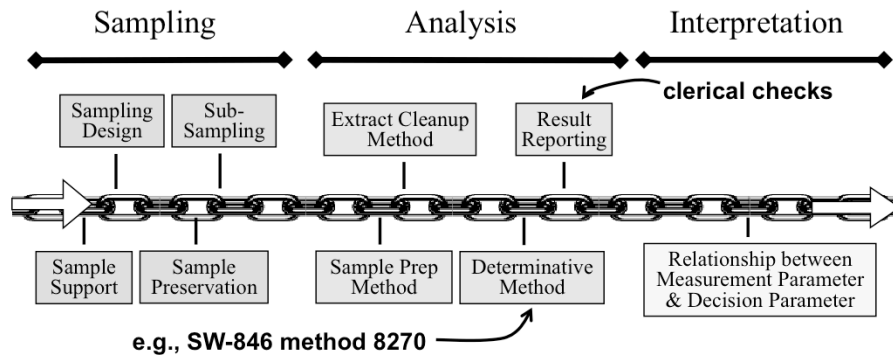 Sampling
Analysis
Interpretation
clerical checks
Sampling
Design
Sub-
Sampling
Extract Cleanup
Method
Result
Reporting
Sample
Support
Sample
Preservation
Sample Prep
Method
Determinative
Method
Relationship between
Measurement Parameter
& Decision Parameter
e.g., SW-846 method 8270